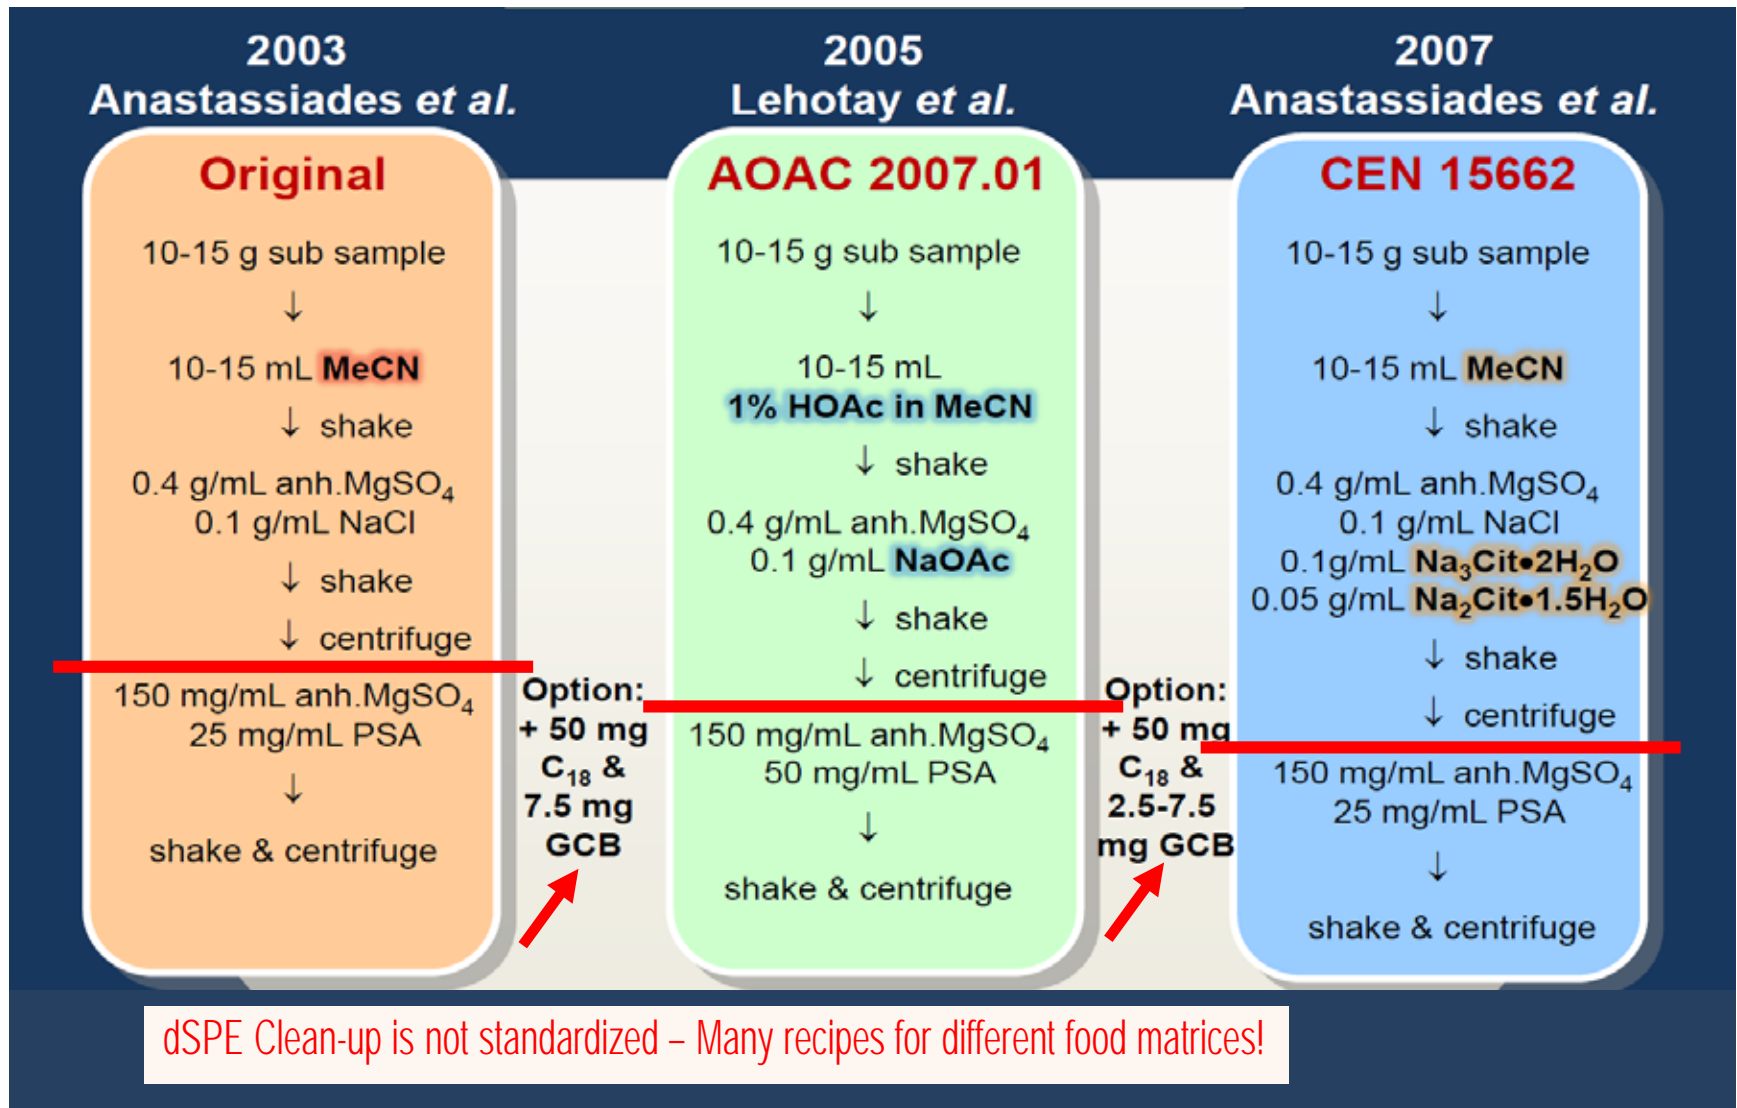 2003
Anastassiades et al.
Original
10-15 g sub sample
↓
10-15 mL MeCN
↓ shake
0.4 g/mL anh.MgSO₄
0.1 g/mL NaCl
↓ shake
↓ centrifuge
150 mg/mL anh.MgSO₄
25 mg/mL PSA
↓
shake & centrifuge
Option:
+ 50 mg
C₁₈ &
7.5 mg
GCB
2005
Lehotay et al.
AOAC 2007.01
10-15 g sub sample
↓
10-15 mL
1% HOAc in MeCN
↓ shake
0.4 g/mL anh.MgSO₄
0.1 g/mL NaOAc
↓ shake
↓ centrifuge
150 mg/mL anh.MgSO₄
50 mg/mL PSA
↓
shake & centrifuge
Option:
+ 50 mg
C₁₈ &
2.5-7.5
mg GCB
2007
Anastassiades et al.
CEN 15662
10-15 g sub sample
↓
10-15 mL MeCN
↓ shake
0.4 g/mL anh.MgSO₄
0.1 g/mL NaCl
0.1g/mL Na₃Cit•2H₂O
0.05 g/mL Na₂Cit•1.5H₂O
↓ shake
↓ centrifuge
150 mg/mL anh.MgSO₄
25 mg/mL PSA
↓
shake & centrifuge
dSPE Clean-up is not standardized – Many recipes for different food matrices!